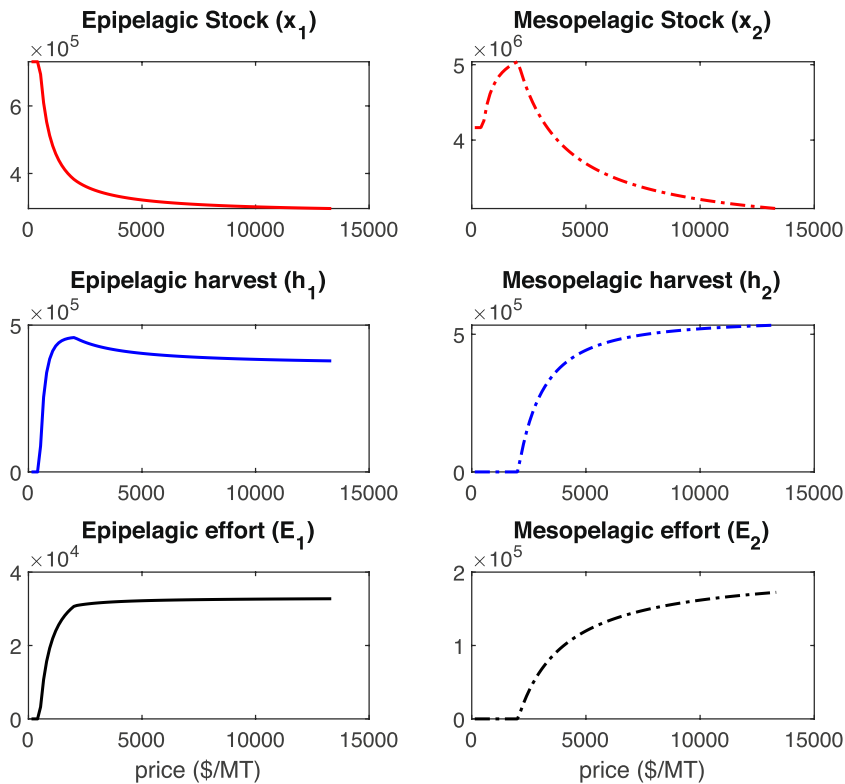 Epipelagic Stock (x1)
×10^5
6
4
0 5000 10000 15000
Mesopelagic Stock (x2)
×10^6
5
4
0 5000 10000 15000
Epipelagic harvest (h1)
×10^5
5
0
0 5000 10000 15000
Mesopelagic harvest (h2)
×10^5
5
0
0 5000 10000 15000
Epipelagic effort (E1)
×10^4
4
2
0
0 5000 10000 15000
price ($/MT)
Mesopelagic effort (E2)
×10^5
2
1
0
0 5000 10000 15000
price ($/MT)